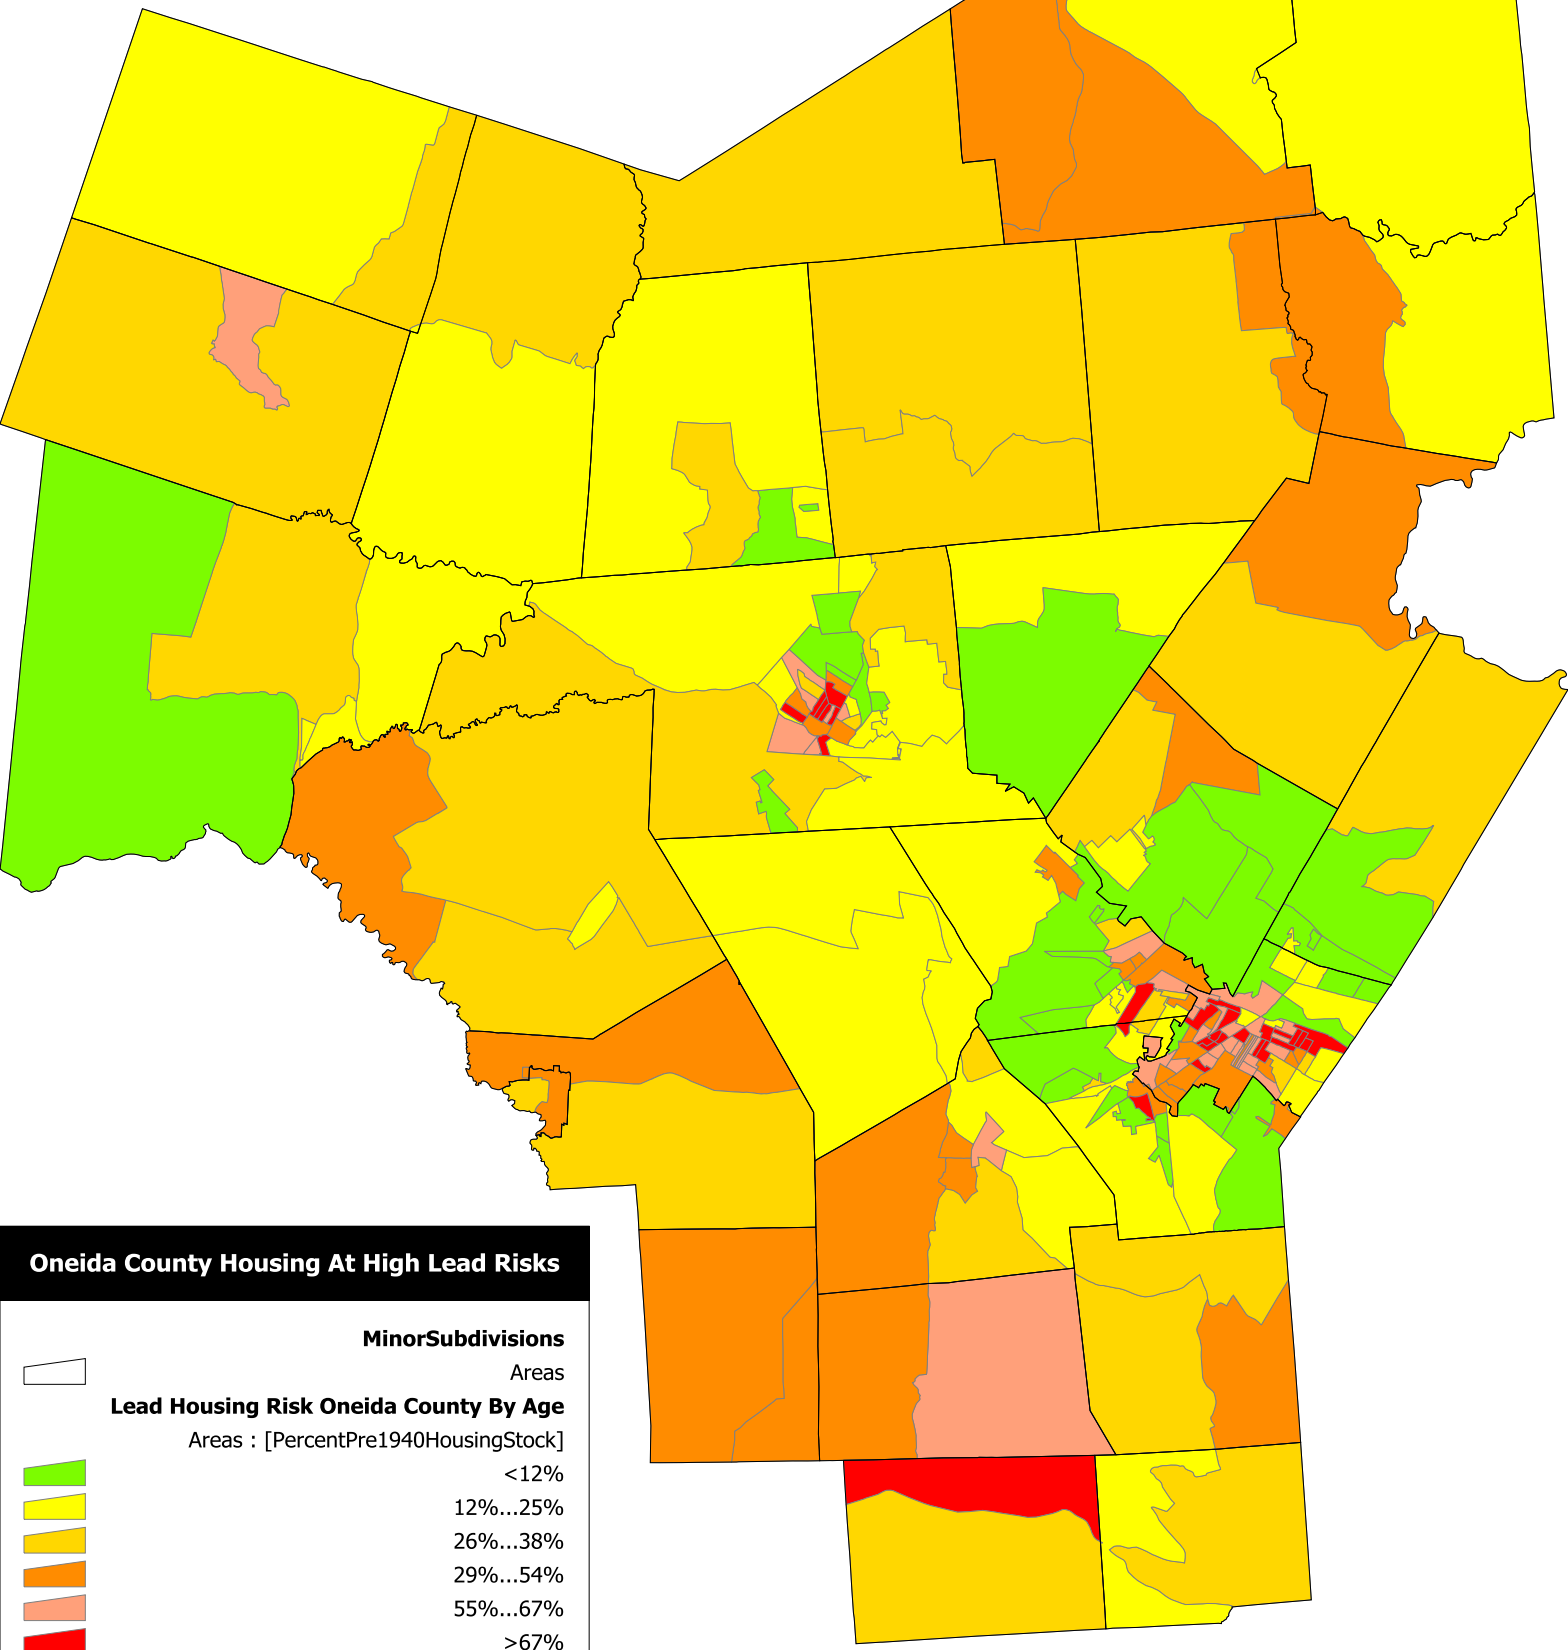 Oneida County Housing At High Lead Risks
MinorSubdivisions
Areas
Lead Housing Risk Oneida County By Age
Areas : [PercentPre1940HousingStock]
<12%
12%...25%
26%...38%
29%...54%
55%...67%
>67%